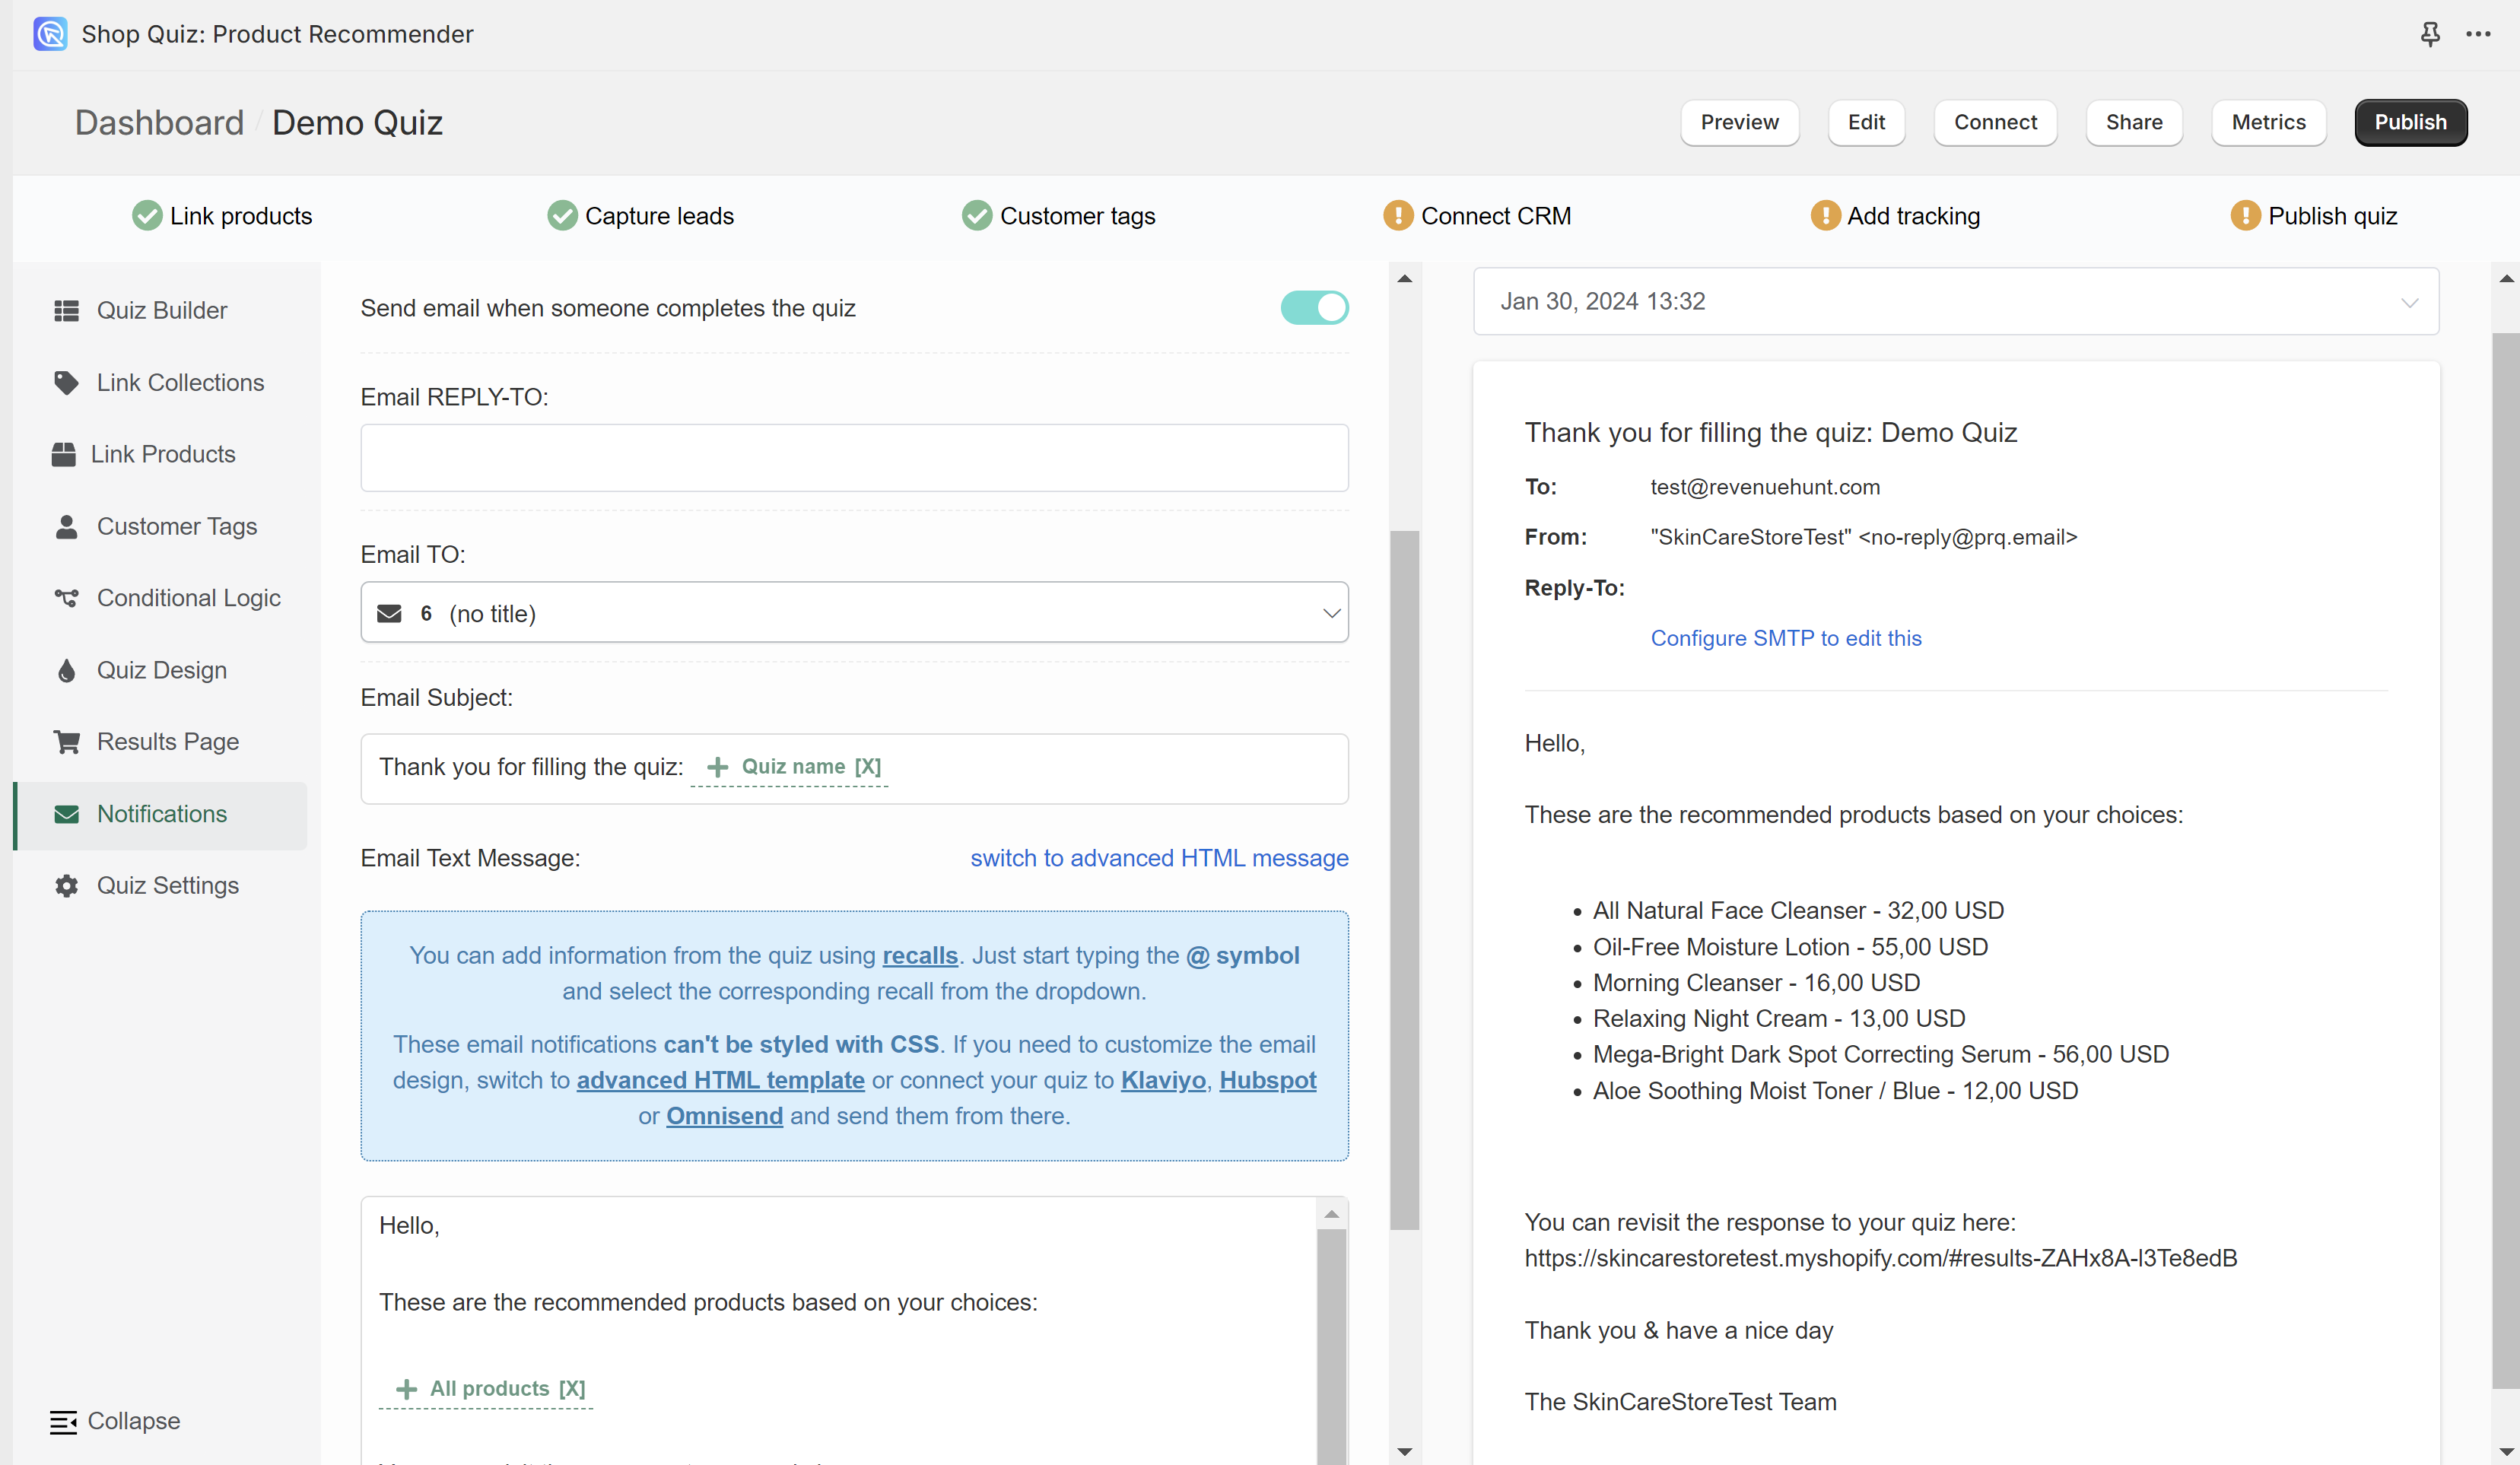 Shop Quiz: Product Recommender
Dashboard / Demo Quiz
Preview
Edit
Connect
Share
Metrics
Publish
Link products
Capture leads
Customer tags
Connect CRM
Add tracking
Publish quiz
Quiz Builder
Link Collections
Link Products
Customer Tags
Conditional Logic
Quiz Design
Results Page
Notifications
Quiz Settings
Collapse
Send email when someone completes the quiz
Email REPLY-TO:
Email TO:
6 (no title)
Email Subject:
Thank you for filling the quiz: + Quiz name [X]
Email Text Message:
switch to advanced HTML message
You can add information from the quiz using recalls. Just start typing the @ symbol
and select the corresponding recall from the dropdown.
These email notifications can't be styled with CSS. If you need to customize the email
design, switch to advanced HTML template or connect your quiz to Klaviyo, Hubspot
or Omnisend and send them from there.
Hello,
These are the recommended products based on your choices:
+ All products [X]
Jan 30, 2024 13:32
Thank you for filling the quiz: Demo Quiz
To: test@revenuehunt.com
From: "SkinCareStoreTest" <no-reply@prq.email>
Reply-To:
Configure SMTP to edit this
Hello,
These are the recommended products based on your choices:
• All Natural Face Cleanser - 32,00 USD
• Oil-Free Moisture Lotion - 55,00 USD
• Morning Cleanser - 16,00 USD
• Relaxing Night Cream - 13,00 USD
• Mega-Bright Dark Spot Correcting Serum - 56,00 USD
• Aloe Soothing Moist Toner / Blue - 12,00 USD
You can revisit the response to your quiz here:
https://skincarestoretest.myshopify.com/#results-ZAHx8A-l3Te8edB
Thank you & have a nice day
The SkinCareStoreTest Team